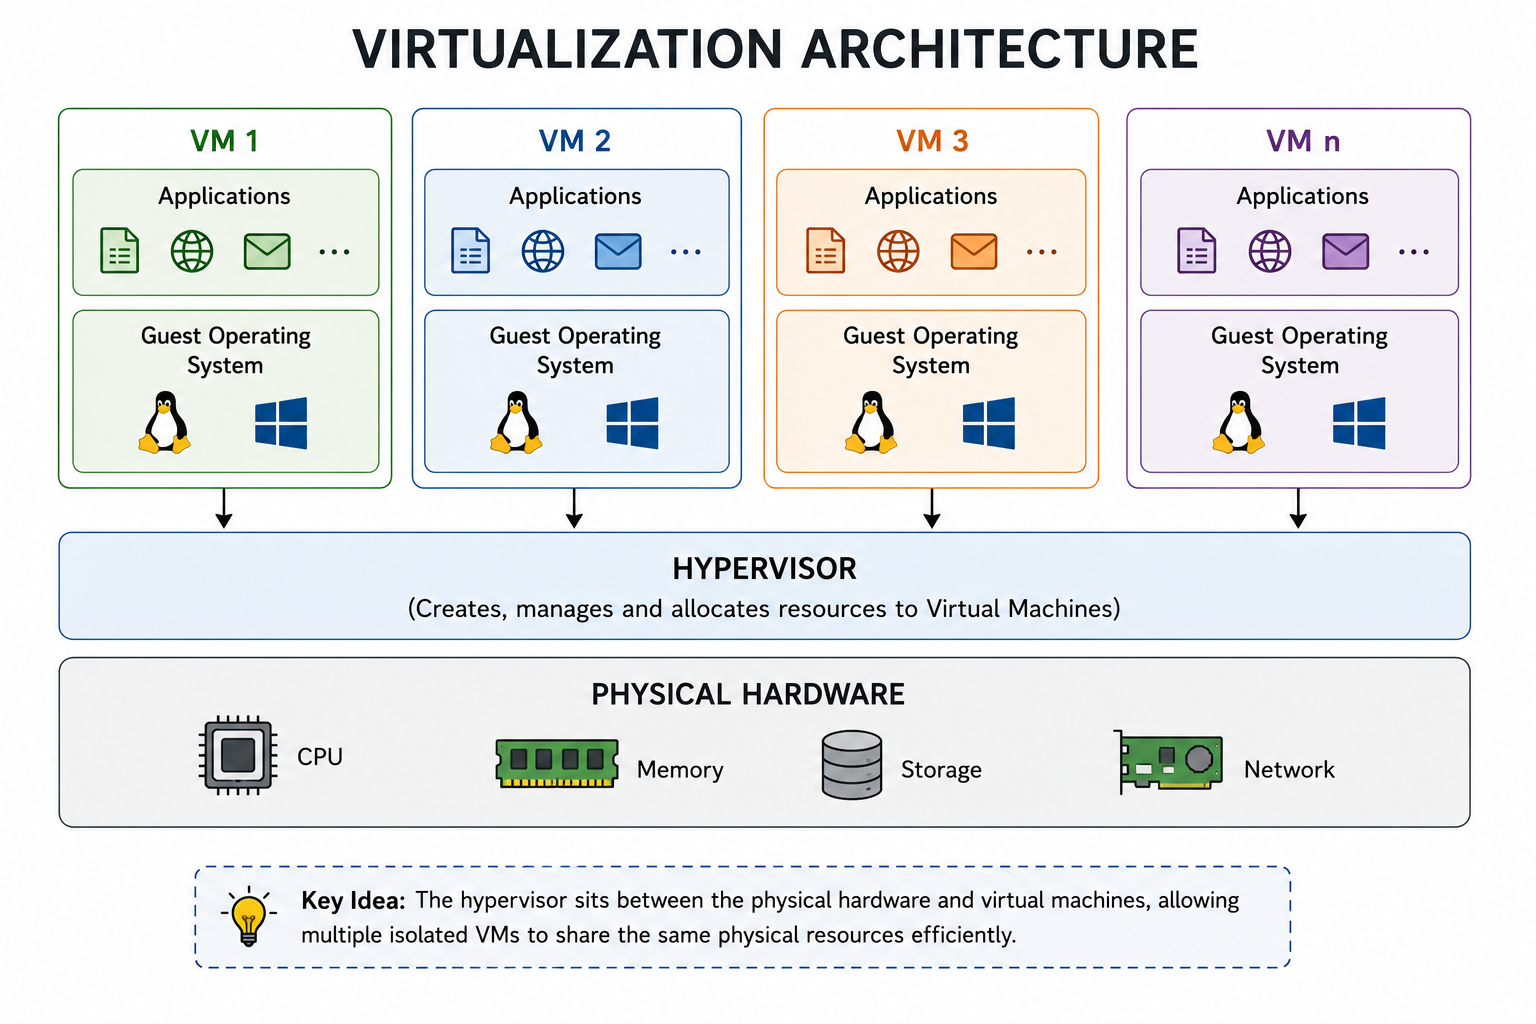 VIRTUALIZATION ARCHITECTURE
VM 1
Applications
...
Guest Operating
System
VM 2
Applications
...
Guest Operating
System
VM 3
Applications
...
Guest Operating
System
VM n
Applications
...
Guest Operating
System
HYPERVISOR
(Creates, manages and allocates resources to Virtual Machines)
PHYSICAL HARDWARE
CPU
Memory
Storage
Network
Key Idea: The hypervisor sits between the physical hardware and virtual machines, allowing
multiple isolated VMs to share the same physical resources efficiently.